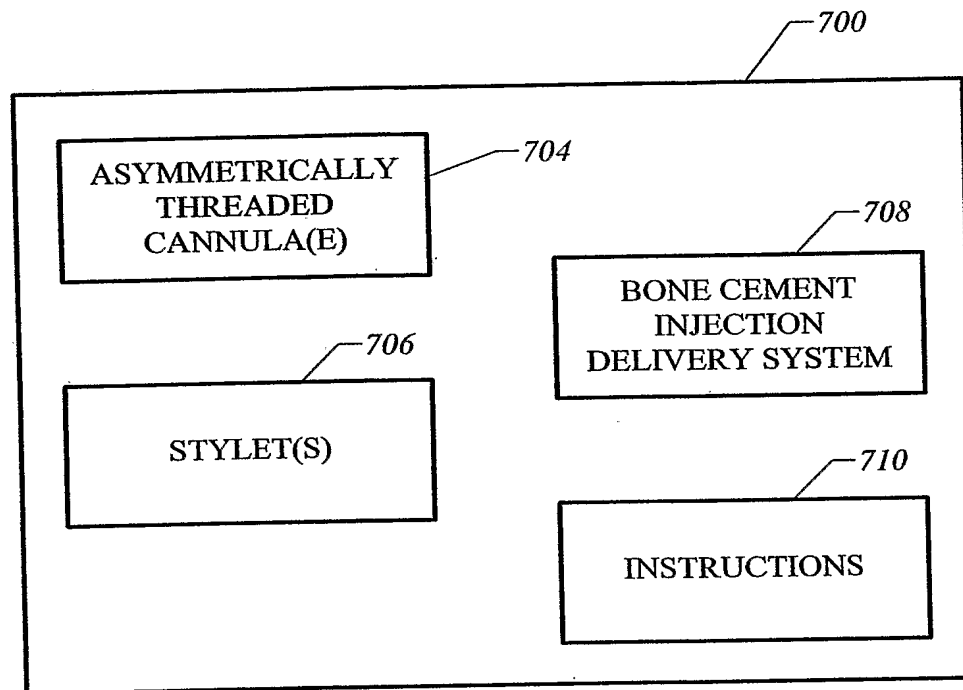 700
704
ASYMMETRICALLY
THREADED
CANNULA(E)
708
BONE CEMENT
INJECTION
DELIVERY SYSTEM
706
STYLET(S)
710
INSTRUCTIONS